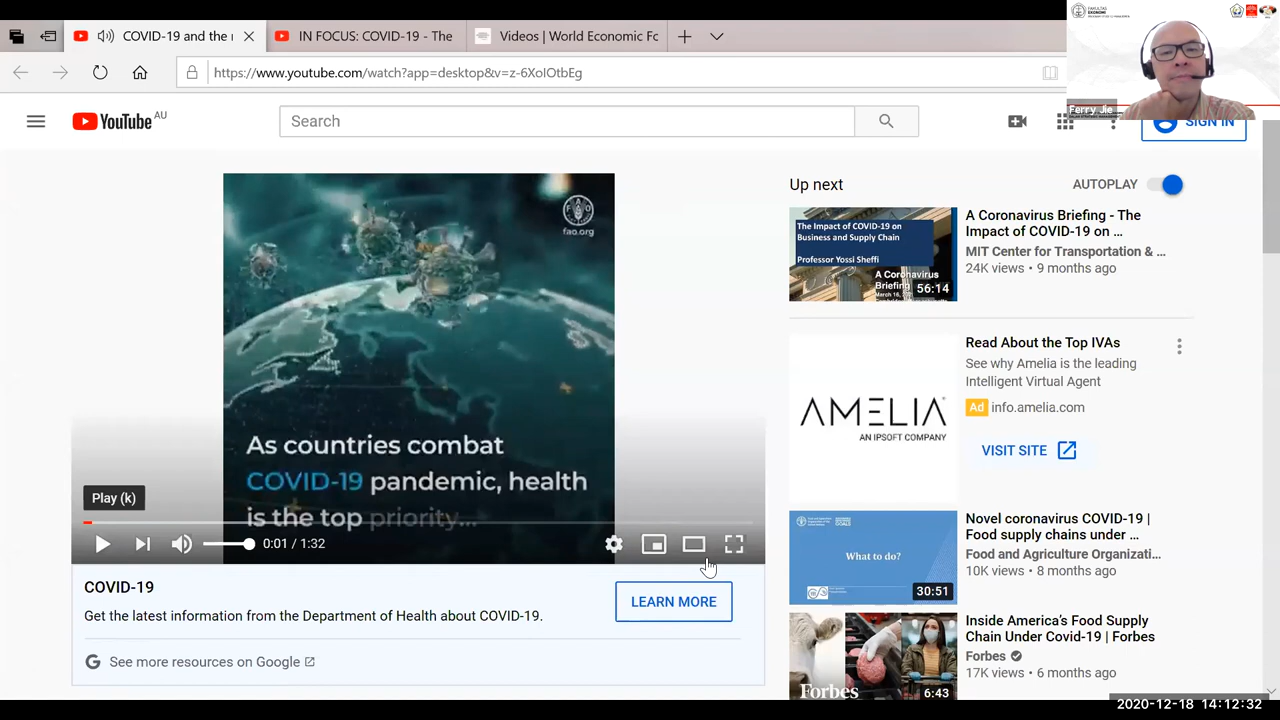 COVID-19 and the
IN FOCUS: COVID-19 - The
Videos | World Economic Fc
https://www.youtube.com/watch?app=desktop&v=z-6XolOtbEg
FAKULTAS
EKONOMI
Ferry Jie
YouTube AU
Search
SIGN IN
FAO
fao.org
As countries combat
COVID-19 pandemic, health
is the top
Play (k)
0:01 / 1:32
COVID-19
Get the latest information from the Department of Health about COVID-19.
LEARN MORE
See more resources on Google
Up next
AUTOPLAY
The Impact of COVID-19 on
Business and Supply Chain
Professor Yossi Sheffi
A Coronavirus
Briefing
March 16,
56:14
A Coronavirus Briefing - The
Impact of COVID-19 on ...
MIT Center for Transportation & ...
24K views • 9 months ago
AMELIA
AN IPSOFT COMPANY
Read About the Top IVAs
See why Amelia is the leading
Intelligent Virtual Agent
Ad info.amelia.com
VISIT SITE
What to do?
30:51
Novel coronavirus COVID-19 |
Food supply chains under ...
Food and Agriculture Organizati...
10K views • 8 months ago
Forbes
6:43
Inside America's Food Supply
Chain Under Covid-19 | Forbes
Forbes
17K views • 6 months ago
2020-12-18 14:12:32